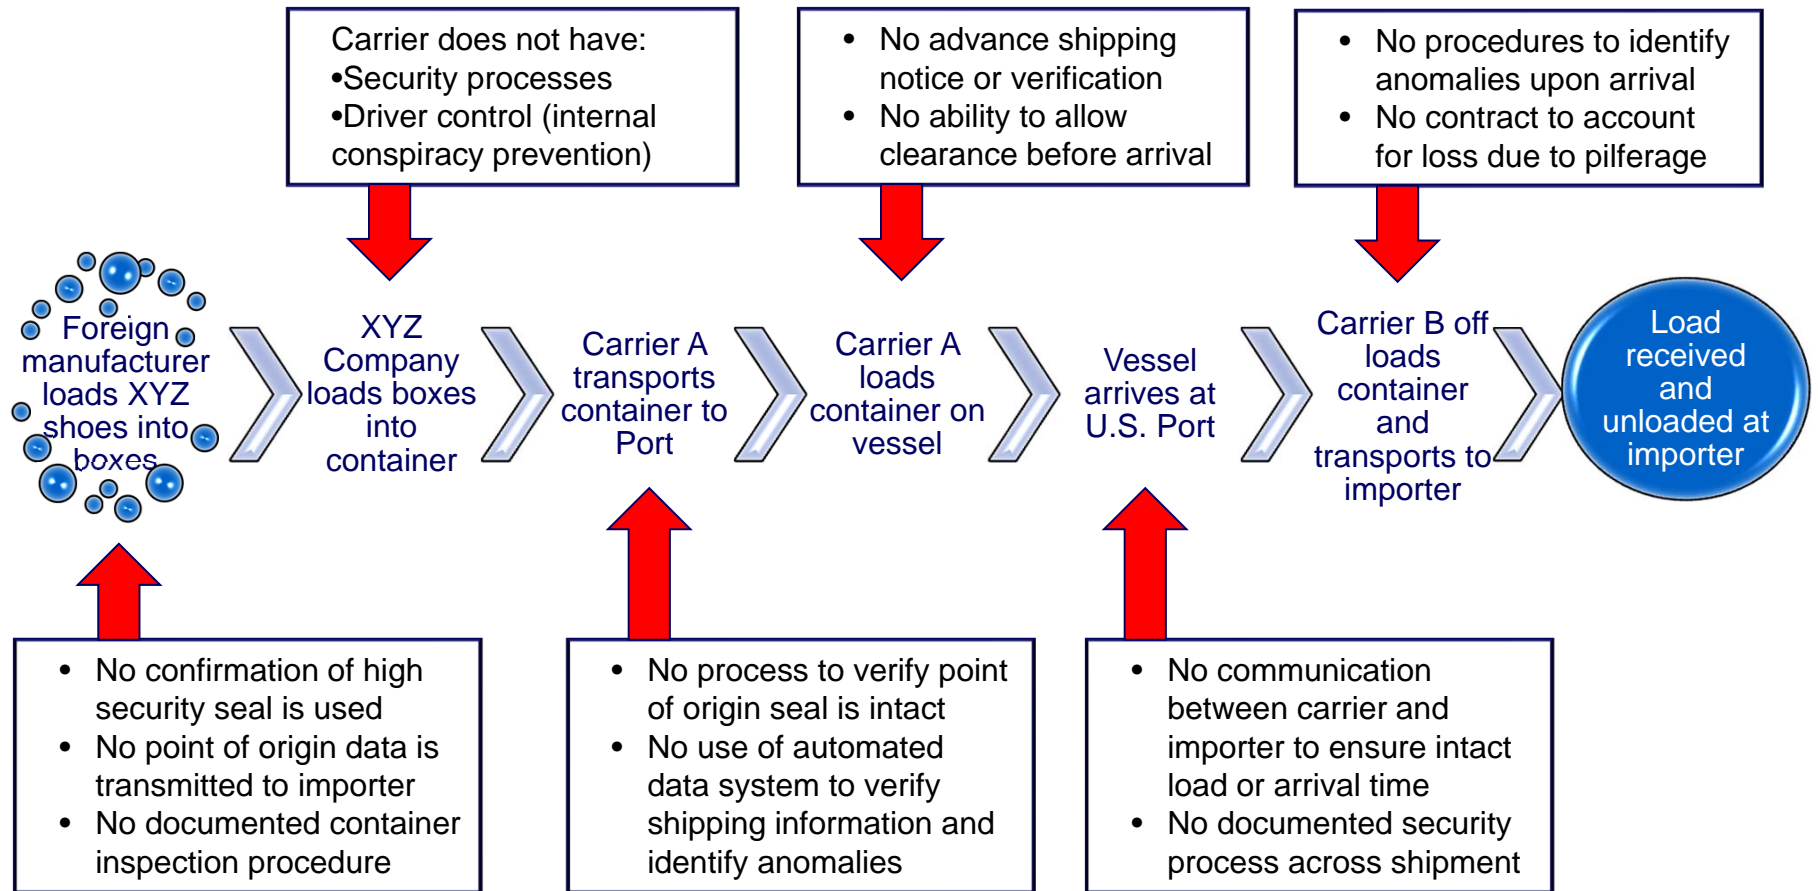 Carrier does not have:
•Security processes
•Driver control (internal
conspiracy prevention)
• No advance shipping
notice or verification
• No ability to allow
clearance before arrival
• No procedures to identify
anomalies upon arrival
• No contract to account
for loss due to pilferage
Foreign
manufacturer
loads XYZ
shoes into
boxes
XYZ
Company
loads boxes
into
container
Carrier A
transports
container to
Port
Carrier A
loads
container on
vessel
Vessel
arrives at
U.S. Port
Carrier B off
loads
container
and
transports to
importer
Load
received
and
unloaded at
importer
• No confirmation of high
security seal is used
• No point of origin data is
transmitted to importer
• No documented container
inspection procedure
• No process to verify point
of origin seal is intact
• No use of automated
data system to verify
shipping information and
identify anomalies
• No communication
between carrier and
importer to ensure intact
load or arrival time
• No documented security
process across shipment